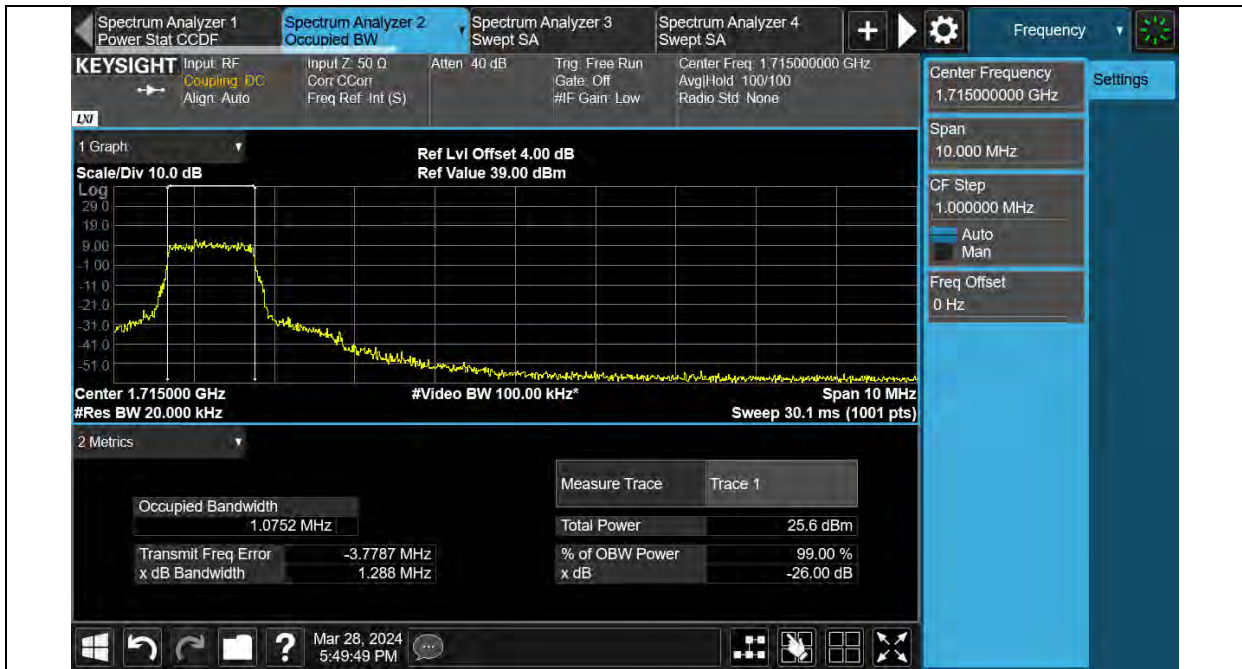 Spectrum Analyzer 1
Power Stat CCDF
Spectrum Analyzer 2
Occupied BW
Spectrum Analyzer 3
Swept SA
Spectrum Analyzer 4
Swept SA
+
Frequency
KEYSIGHT
Input: RF
Coupling: DC
Align: Auto
Input Z: 50 Ω
Corr CCorr
Freq Ref: Int (S)
Atten: 40 dB
Trig: Free Run
Gate: Off
#IF Gain: Low
Center Freq: 1.715000000 GHz
Avg|Hold: 100/100
Radio Std: None
LXI
1 Graph
Scale/Div 10.0 dB
Ref Lvl Offset 4.00 dB
Ref Value 39.00 dBm
Log
29.0
19.0
9.00
-1.00
-11.0
-21.0
-31.0
-41.0
-51.0
Center 1.715000 GHz
#Video BW 100.00 kHz*
Span 10 MHz
#Res BW 20.000 kHz
Sweep 30.1 ms (1001 pts)
2 Metrics
Measure Trace Trace 1
Occupied Bandwidth
1.0752 MHz
Total Power 25.6 dBm
Transmit Freq Error -3.7787 MHz
% of OBW Power 99.00 %
x dB Bandwidth 1.288 MHz
x dB -26.00 dB
Center Frequency
1.715000000 GHz
Settings
Span
10.000 MHz
CF Step
1.000000 MHz
Auto
Man
Freq Offset
0 Hz
?
Mar 28, 2024
5:49:49 PM